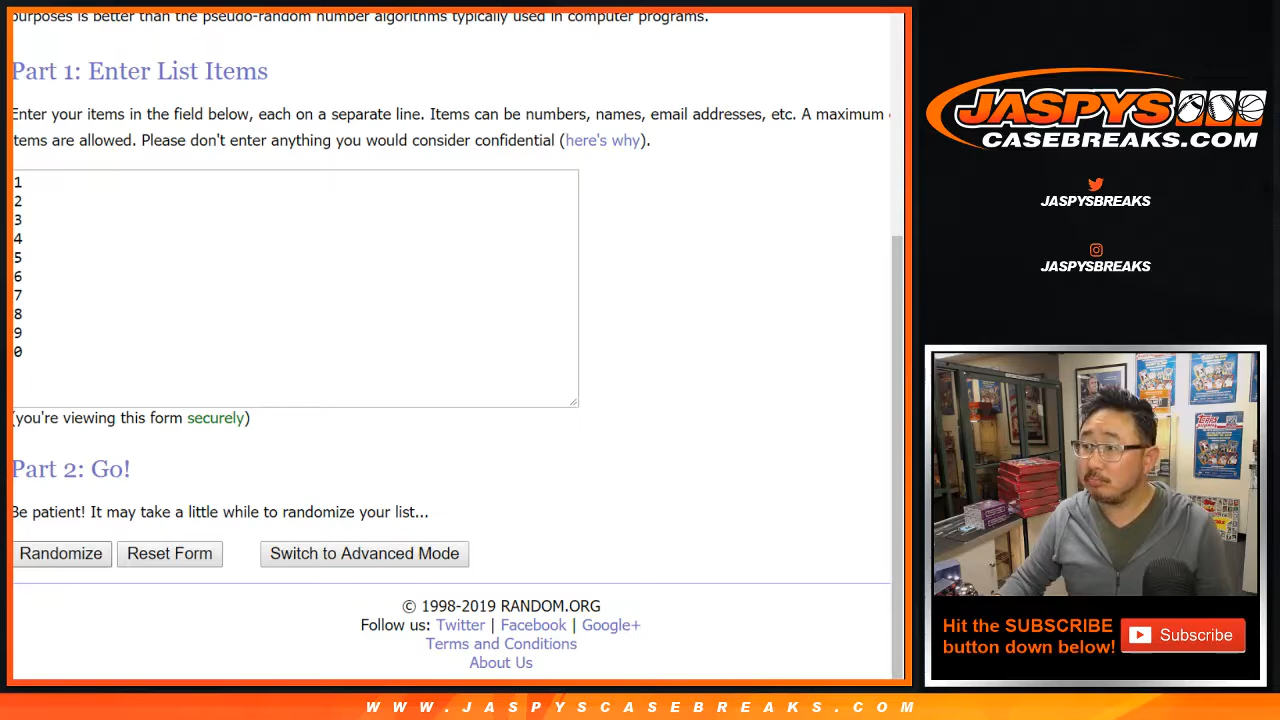 purposes is better than the pseudo-random number algorithms typically used in computer programs.
Part 1: Enter List Items
Enter your items in the field below, each on a separate line. Items can be numbers, names, email addresses, etc. A maximum
items are allowed. Please don't enter anything you would consider confidential (here's why).
1
2
3
4
5
6
7
8
9
0
(you're viewing this form securely)
Part 2: Go!
Be patient! It may take a little while to randomize your list...
Randomize Reset Form Switch to Advanced Mode
© 1998-2019 RANDOM.ORG
Follow us: Twitter | Facebook | Google+
Terms and Conditions
About Us
JASPYS
CASEBREAKS.COM
JASPYSBREAKS
JASPYSBREAKS
Hit the SUBSCRIBE
button down below!
Subscribe
WWW.JASPYSCASEBREAKS.COM